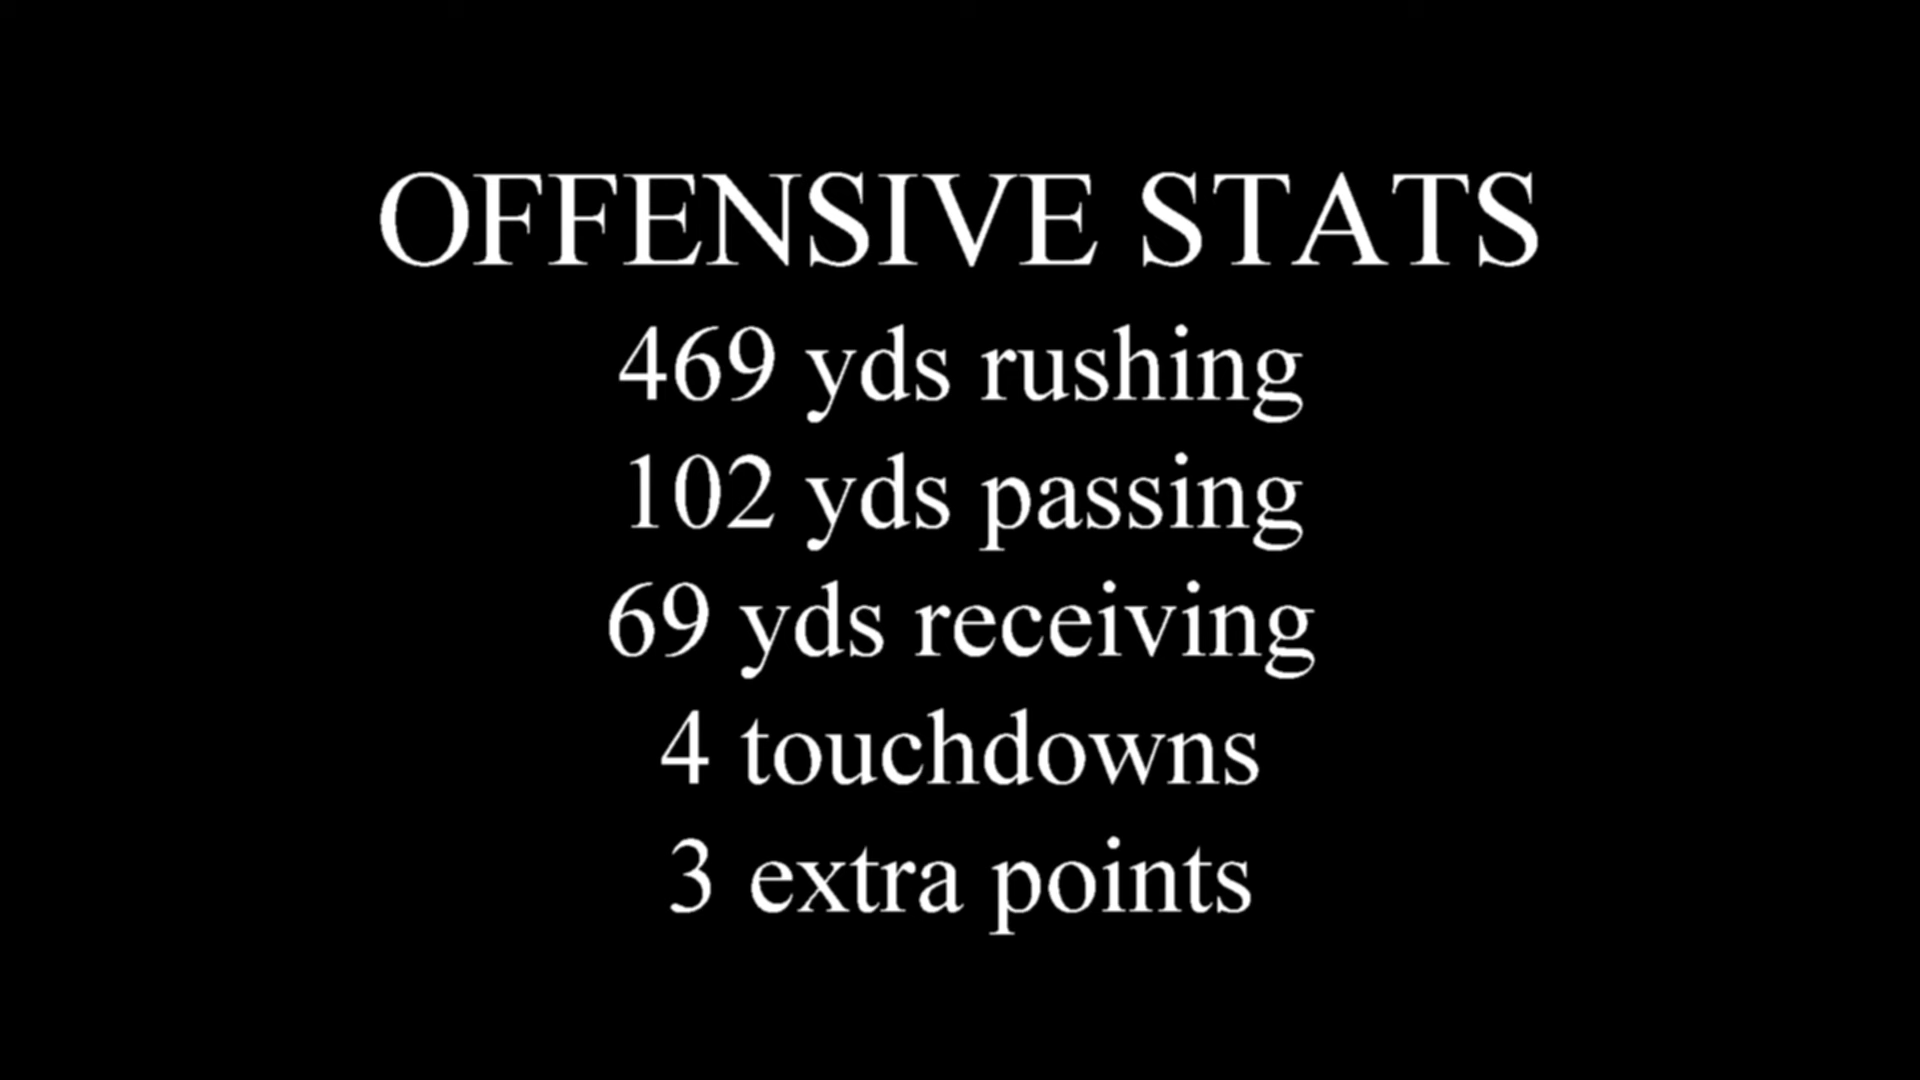 OFFENSIVE STATS
469 yds rushing
102 yds passing
69 yds receiving
4 touchdowns
3 extra points